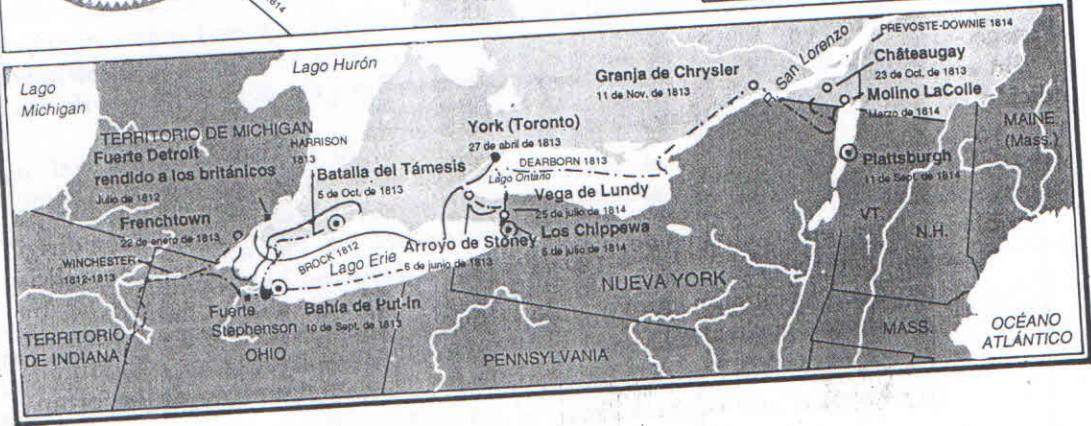 1814
Lago
Michigan
Lago Hurón
TERRITORIO DE MICHIGAN
Fuerte Detroit
rendido a los británicos
Julio de 1812
HARRISON
1813
Batalla del Támesis
5 de Oct. de 1813
Frenchtown
22 de enero de 1813
WINCHESTER
1812-1813
BROCK 1812
Lago Erie
Fuerte
Stephenson
Bahía de Put-In
10 de Sept. de 1813
TERRITORIO
DE INDIANA
OHIO
PENNSYLVANIA
York (Toronto)
27 de abril de 1813
DEARBORN 1813
Lago Ontario
Vega de Lundy
25 de julio de 1814
Los Chippewa
5 de julio de 1814
Arroyo de Stoney
6 de junio de 1813
NUEVA YORK
Granja de Chrysler
11 de Nov. de 1813
R. San Lorenzo
PREVOSTE-DOWNIE 1814
Châteaugay
23 de Oct. de 1813
Molino LaColle
Marzo de 1814
Plattsburgh
11 de Sept. de 1814
MAINE
(Mass.)
VT.
N.H.
MASS.
OCÉANO
ATLÁNTICO